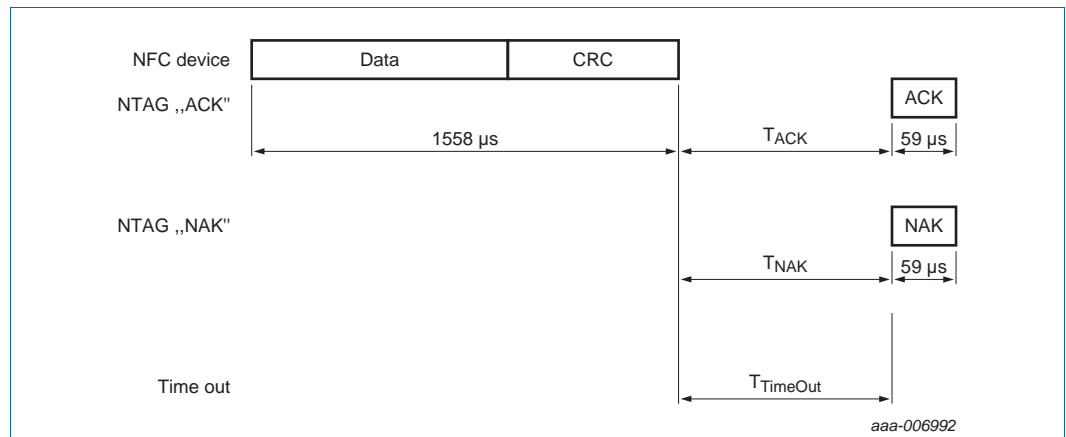 NFC device Data CRC
NTAG ,,ACK" ACK
1558 µs TACK 59 µs
NTAG ,,NAK" NAK
TNAK 59 µs
Time out TTimeOut
aaa-006992